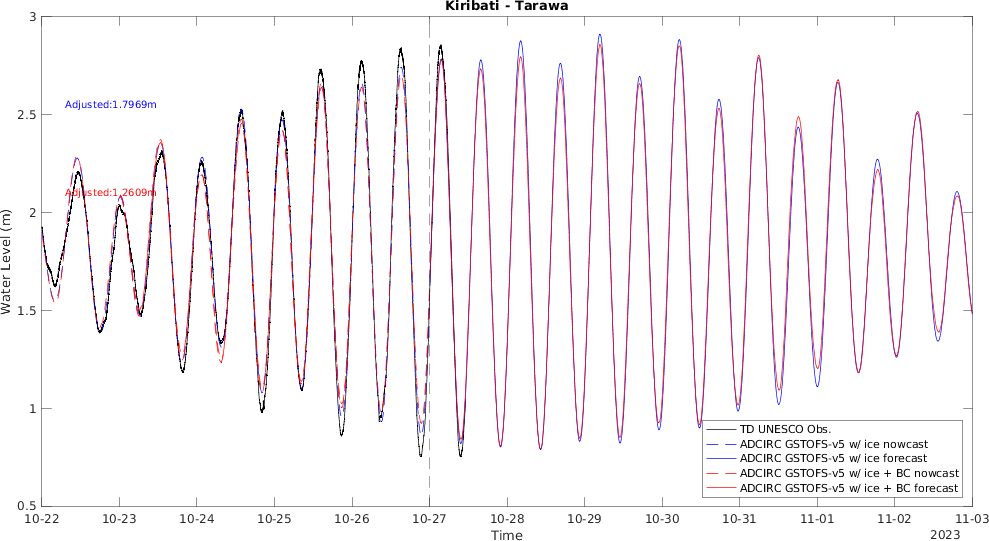 Kiribati - Tarawa
3
2.5
2
1.5
1
0.5
Water Level (m)
Adjusted:1.7969m
Adjusted:1.2609m
TD UNESCO Obs.
ADCIRC GSTOFS-v5 w/ ice nowcast
ADCIRC GSTOFS-v5 w/ ice forecast
ADCIRC GSTOFS-v5 w/ ice + BC nowcast
ADCIRC GSTOFS-v5 w/ ice + BC forecast
10-22 10-23 10-24 10-25 10-26 10-27 10-28 10-29 10-30 10-31 11-01 11-02 11-03
Time
2023